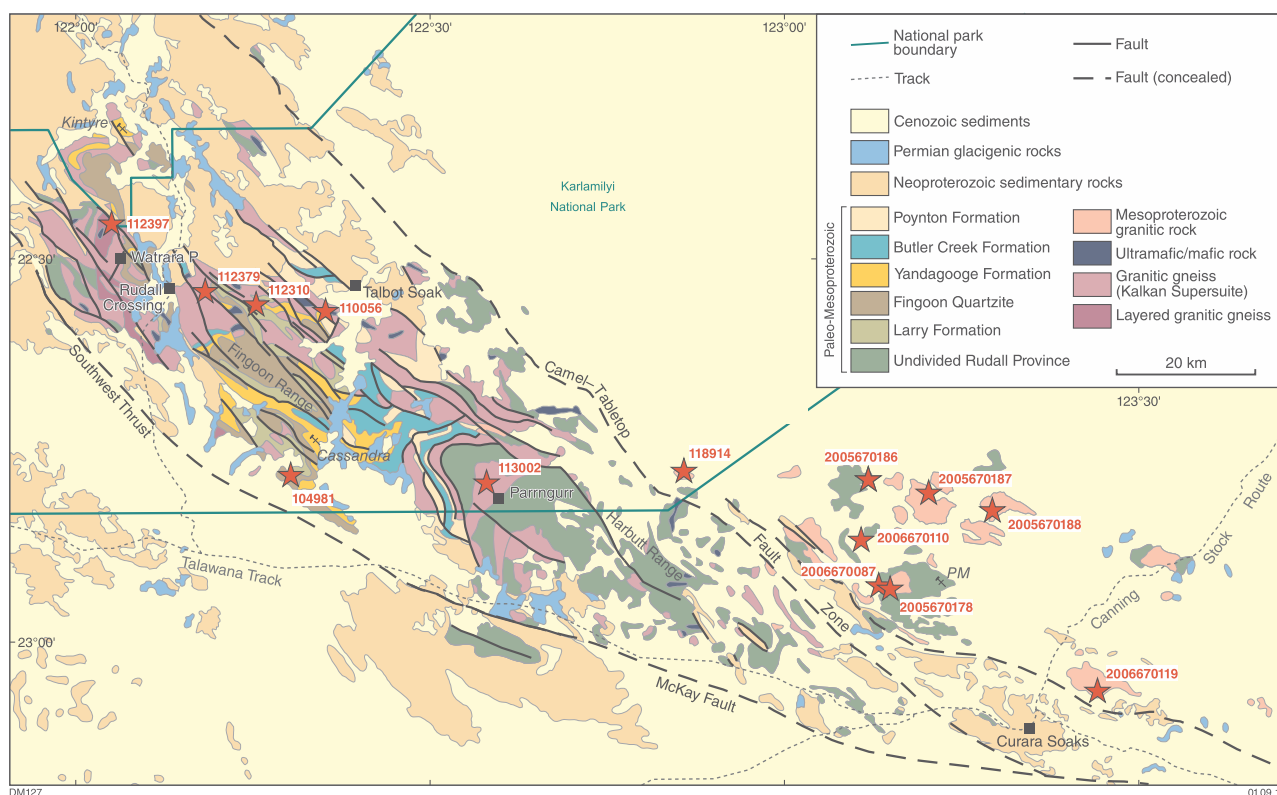 122°00'
122°30'
123°00'
National park
boundary
Fault
Track
Fault (concealed)
Cenozoic sediments
Permian glacigenic rocks
Neoproterozoic sedimentary rocks
Paleo-Mesoproterozoic
Poynton Formation
Butler Creek Formation
Yandagooge Formation
Fingoon Quartzite
Larry Formation
Undivided Rudall Province
Mesoproterozoic
granitic rock
Ultramafic/mafic rock
Granitic gneiss
(Kalkan Supersuite)
Layered granitic gneiss
20 km
Kintyre
Karlamilyi
National Park
112397
22°30'
Watrara P
Rudall
Crossing
112379
112310
110056
Talbot Soak
Southwest Thrust
Fingoon Range
Camel–Tabletop
Fault
Zone
123°30'
Cassandra
104981
113002
Parrngurr
118914
2005670186
2005670187
2005670188
2006670110
2006670087
2005670178
PM
Harbutt Range
Talawana Track
Canning
Stock
Route
23°00'
McKay Fault
2006670119
Curara Soaks
DM127